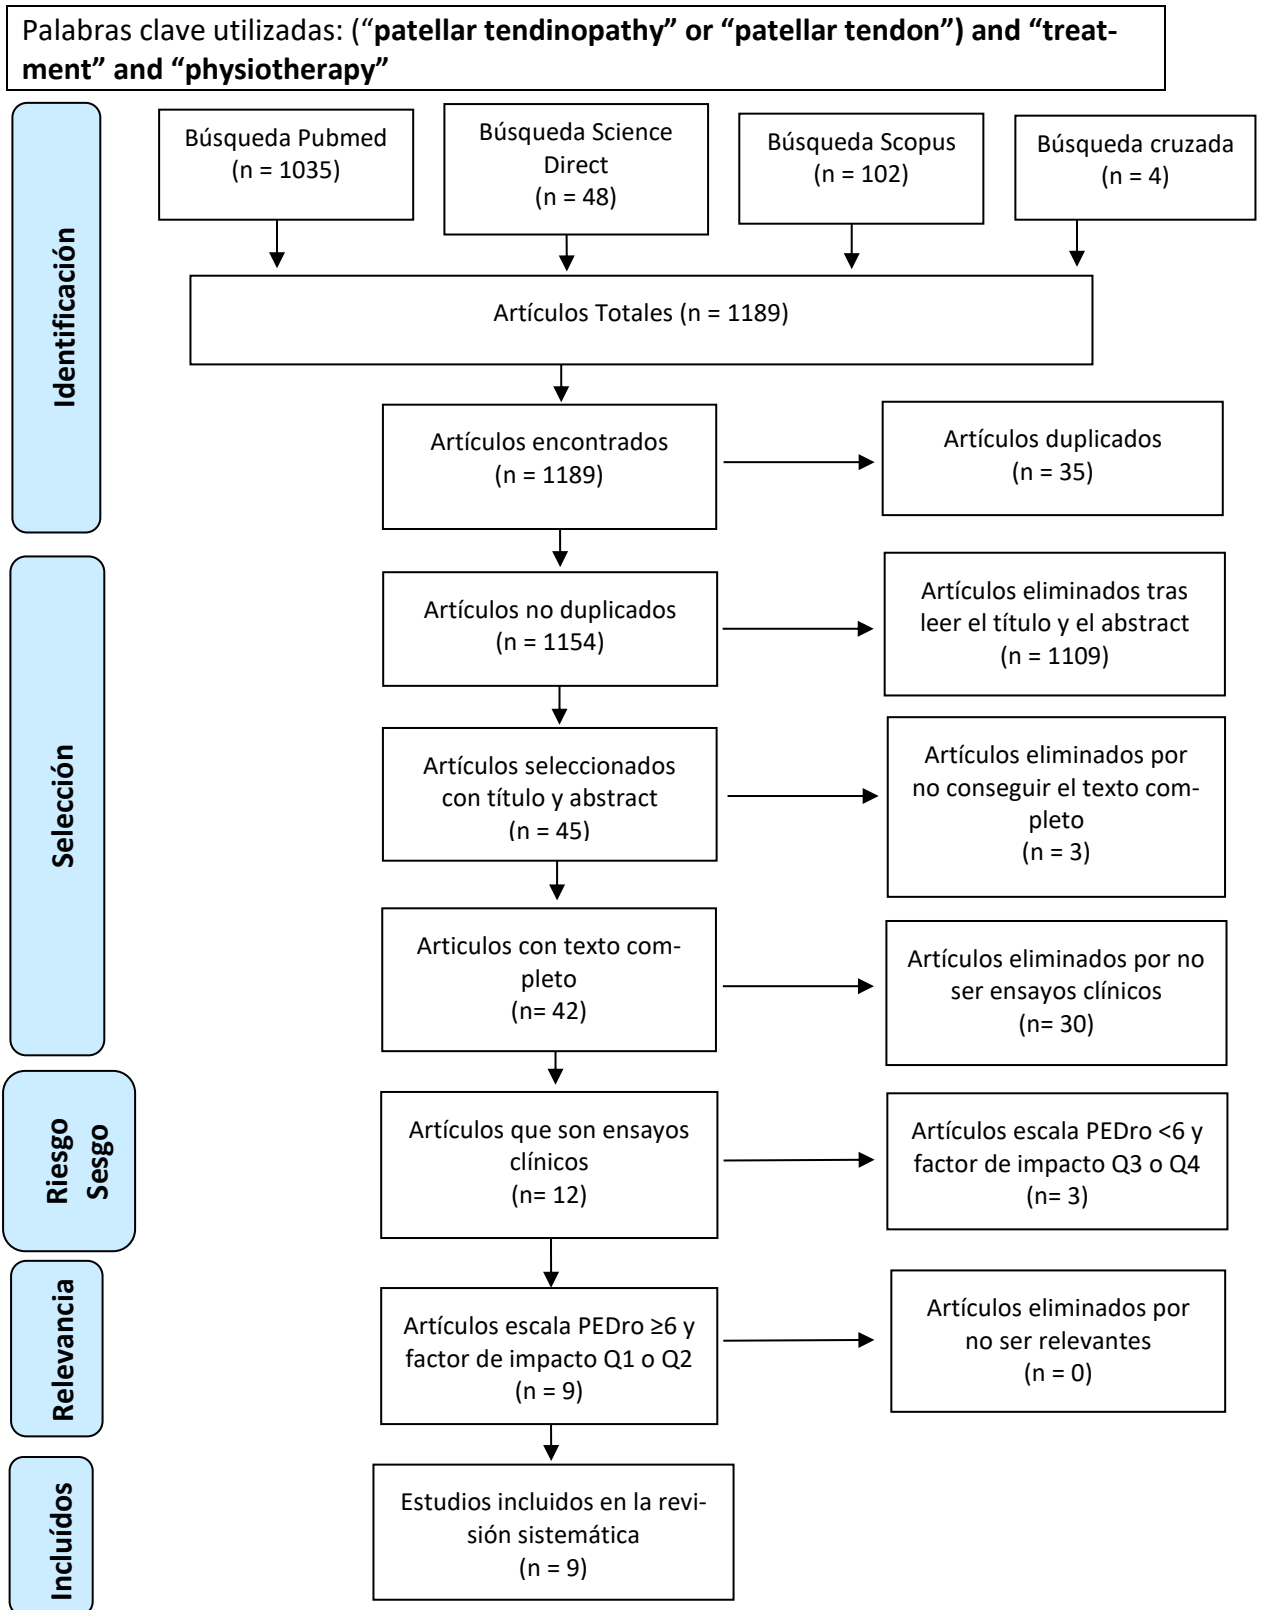 Palabras clave utilizadas: (“patellar tendinopathy” or “patellar tendon”) and “treat-
ment” and “physiotherapy”
Identificación
Búsqueda Pubmed
(n = 1035)
Búsqueda Science
Direct
(n = 48)
Búsqueda Scopus
(n = 102)
Búsqueda cruzada
(n = 4)
Artículos Totales (n = 1189)
Artículos encontrados
(n = 1189)
Artículos duplicados
(n = 35)
Selección
Artículos no duplicados
(n = 1154)
Artículos eliminados tras
leer el título y el abstract
(n = 1109)
Artículos seleccionados
con título y abstract
(n = 45)
Artículos eliminados por
no conseguir el texto com-
pleto
(n = 3)
Articulos con texto com-
pleto
(n= 42)
Artículos eliminados por no
ser ensayos clínicos
(n= 30)
Riesgo
Sesgo
Artículos que son ensayos
clínicos
(n= 12)
Artículos escala PEDro <6 y
factor de impacto Q3 o Q4
(n= 3)
Relevancia
Artículos escala PEDro ≥6 y
factor de impacto Q1 o Q2
(n = 9)
Artículos eliminados por
no ser relevantes
(n = 0)
Incluídos
Estudios incluidos en la revi-
sión sistemática
(n = 9)